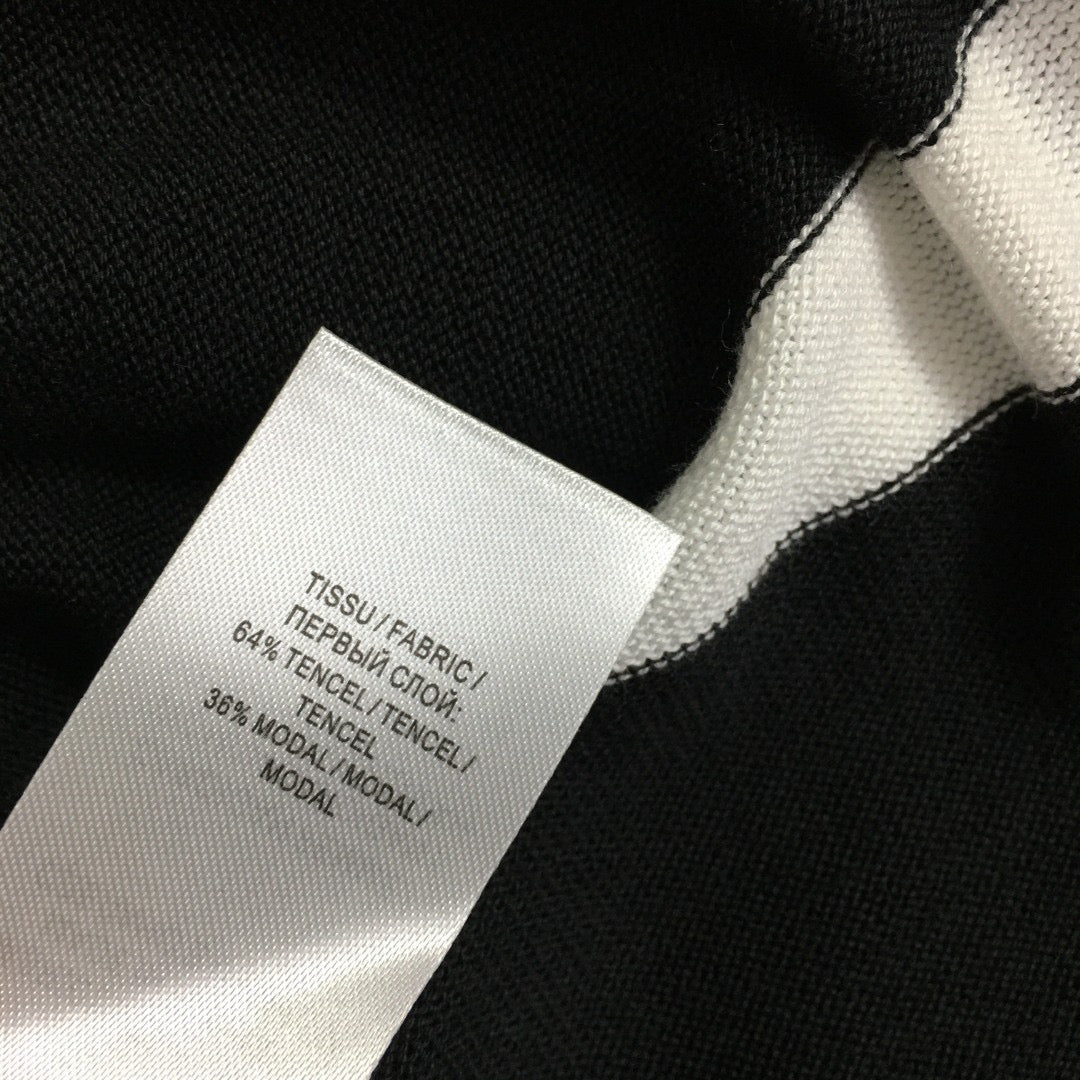 TISSU / FABRIC /
ПЕРВЫЙ СЛОЙ:
64% TENCEL / TENCEL /
TENCEL
36% MODAL / MODAL /
MODAL